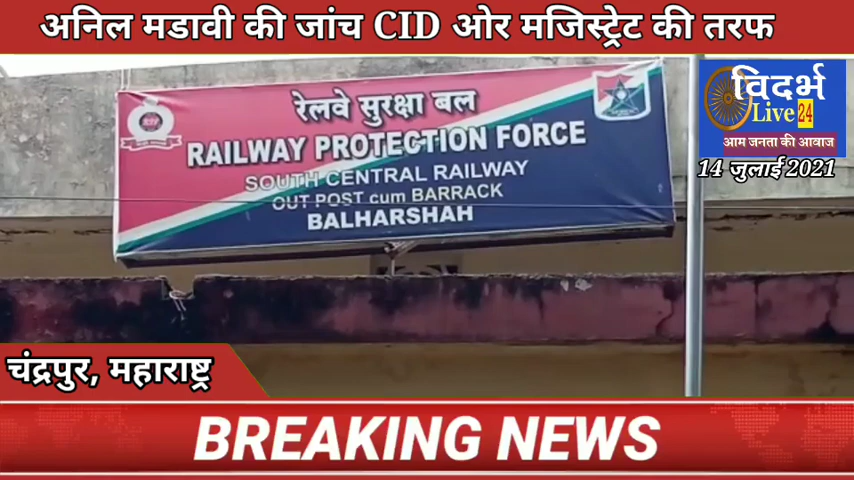 अनिल मडावी की जांच CID ओर मजिस्ट्रेट की तरफ
विदर्भ
Live 24
आम जनता की आवाज
14 जुलाई 2021
रेलवे सुरक्षा बल
RAILWAY PROTECTION FORCE
SOUTH CENTRAL RAILWAY
OUT POST cum BARRACK
BALHARSHAH
चंद्रपुर, महाराष्ट्र
BREAKING NEWS